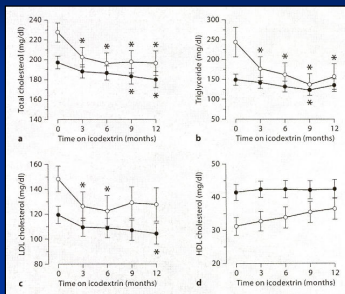 Total cholesterol (mg/dl)
240
220
200
180
160
140
* * * *
* *
0 3 6 9 12
Time on icodextrin (months)
a
Triglyceride (mg/dl)
300
250
200
150
100
50
* * * *
*
0 3 6 9 12
Time on icodextrin (months)
b
LDL cholesterol (mg/dl)
160
140
120
100
80
* *
*
0 3 6 9 12
Time on icodextrin (months)
c
HDL cholesterol (mg/dl)
50
40
30
20
0 3 6 9 12
Time on icodextrin (months)
d